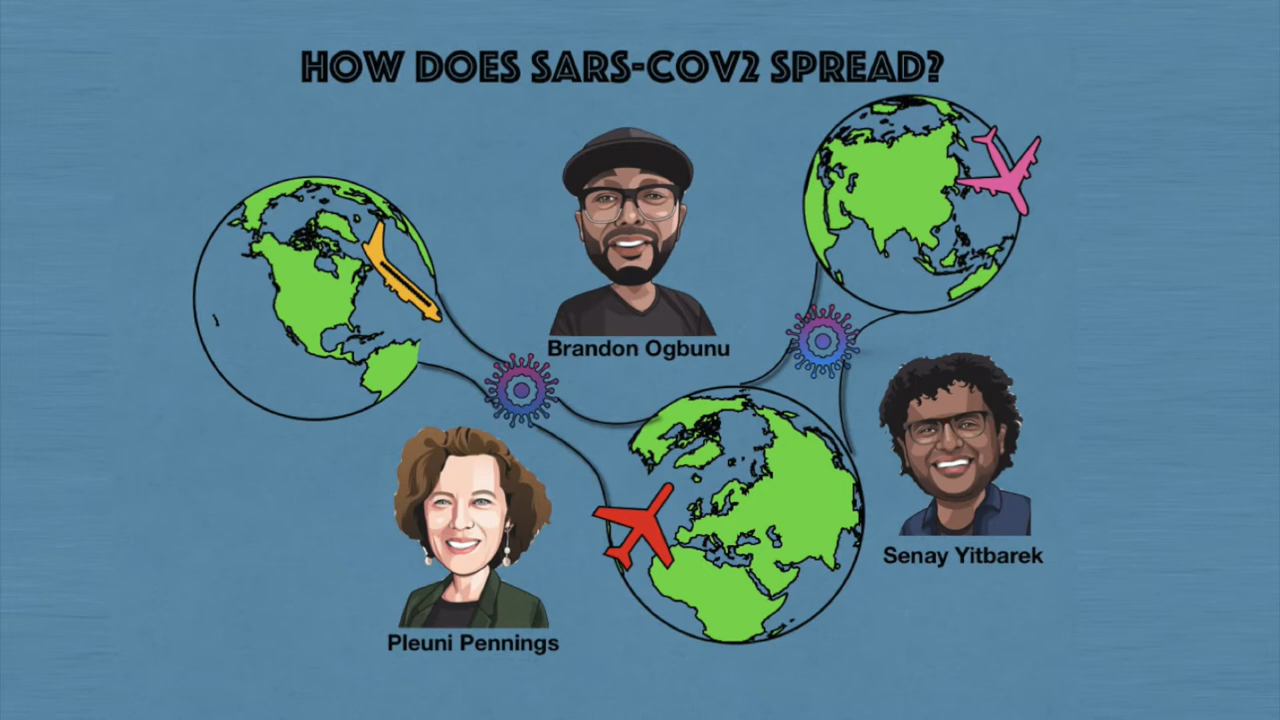 HOW DOES SARS-COV2 SPREAD?
Brandon Ogbunu
Senay Yitbarek
Pleuni Pennings